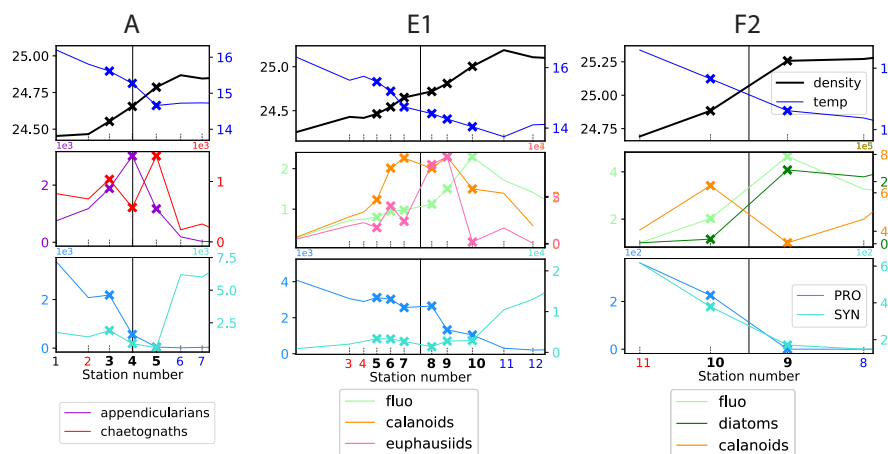 A E1 F2
25.00 16 25.0 16 25.25 1
24.75 15 25.00 density
24.50 14 24.5 14 24.75 temp 1
1e3 1e3 1e5
2 1 2 4 8
0 0 1 0 2 2 6 4 0
1e3 1e3 1e3 1e4 1e2 1e2
2 7.5 4 2 6
0 5.0 2 1 0 4 PRO
2.5 0 0 2 SYN
1 2 3 4 5 6 7 3 4 5 6 7 8 9 10 11 12 11 10 9 8
Station number Station number Station number
appendicularians fluo fluo
chaetognaths calanoids diatoms
euphausiids calanoids